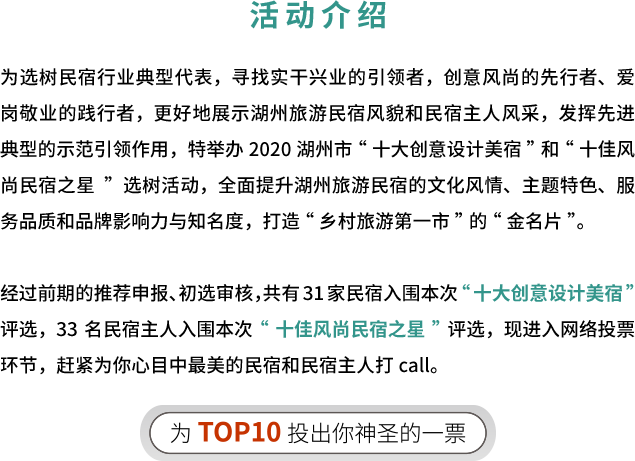 活动介绍
为选树民宿行业典型代表，寻找实干兴业的引领者，创意风尚的先行者、爱
岗敬业的践行者，更好地展示湖州旅游民宿风貌和民宿主人风采，发挥先进
典型的示范引领作用，特举办 2020 湖州市“十大创意设计美宿”和“十佳风
尚民宿之星 ”选树活动，全面提升湖州旅游民宿的文化风情、主题特色、服
务品质和品牌影响力与知名度，打造“乡村旅游第一市”的“金名片”。
经过前期的推荐申报、初选审核，共有 31 家民宿入围本次“十大创意设计美宿”
评选，33 名民宿主人入围本次“十佳风尚民宿之星 ”评选，现进入网络投票
环节，赶紧为你心目中最美的民宿和民宿主人打 call。
为 TOP10 投出你神圣的一票